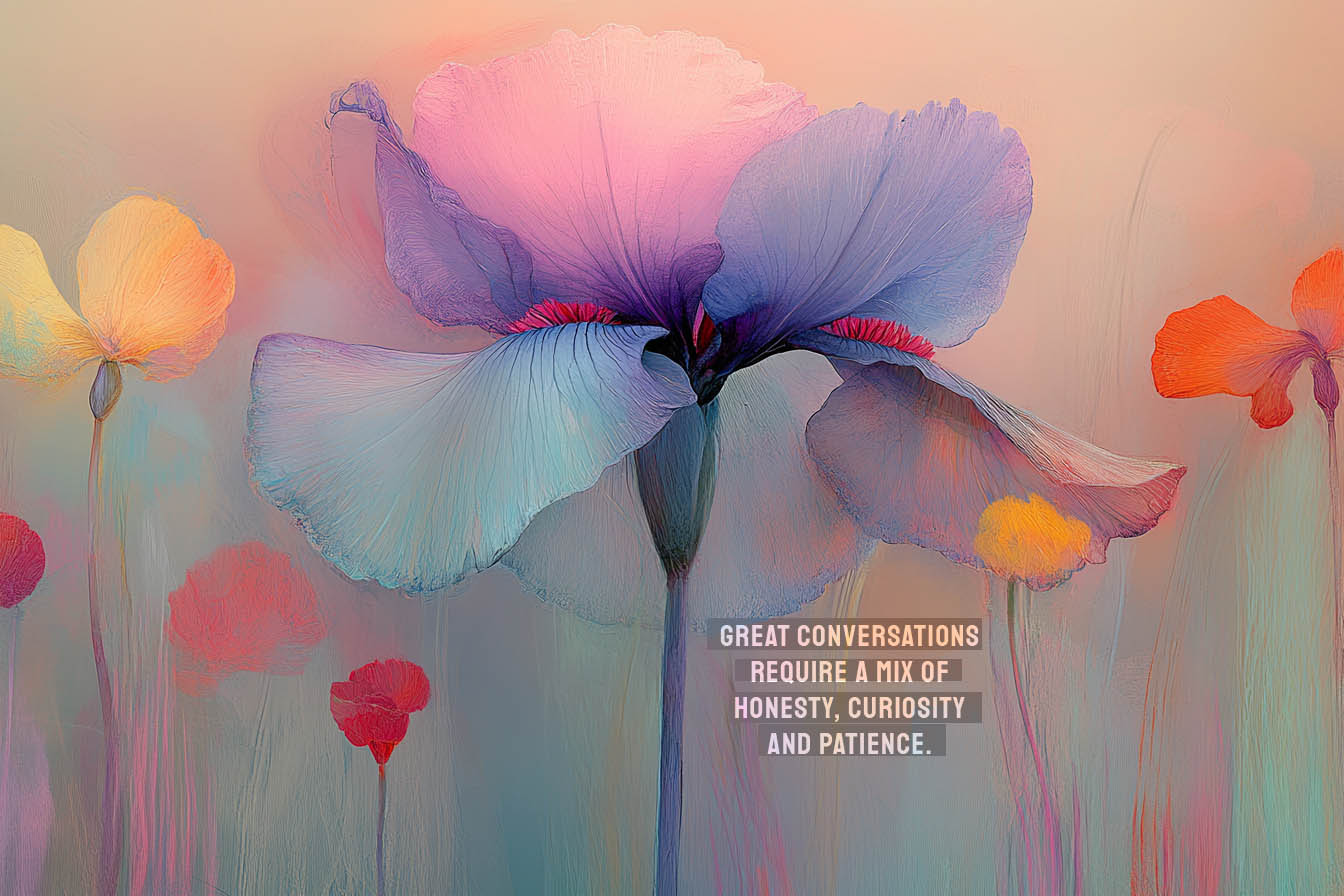 GREAT CONVERSATIONS
REQUIRE A MIX OF
HONESTY, CURIOSITY
AND PATIENCE.